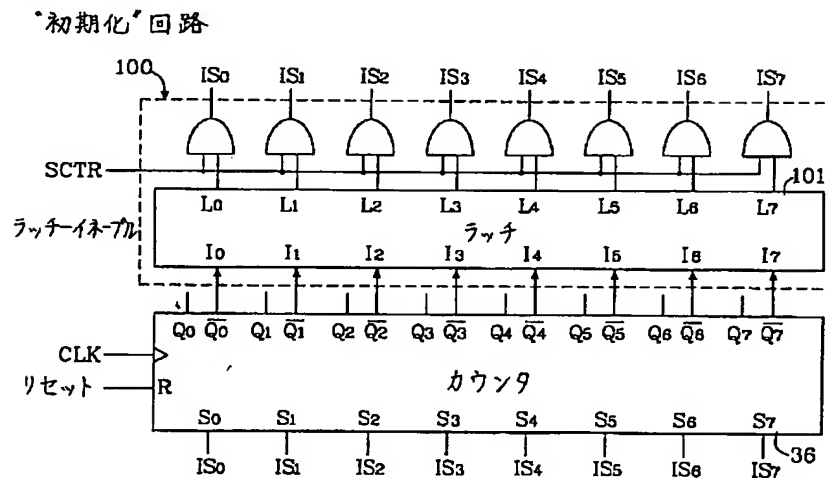 "初期化"回路
100
IS0 IS1 IS2 IS3 IS4 IS5 IS6 IS7
SCTR
101
L0 L1 L2 L3 L4 L5 L6 L7
ラッチーイネーブル
ラッチ
I0 I1 I2 I3 I4 I5 I6 I7
Q0 Q̅0̅ Q1 Q̅1̅ Q2 Q̅2̅ Q3 Q̅3̅ Q4 Q̅4̅ Q5 Q̅5̅ Q6 Q̅6̅ Q7 Q̅7̅
CLK
カウンタ
リセット R
S0 S1 S2 S3 S4 S5 S6 S7
36
IS0 IS1 IS2 IS3 IS4 IS5 IS6 IS7